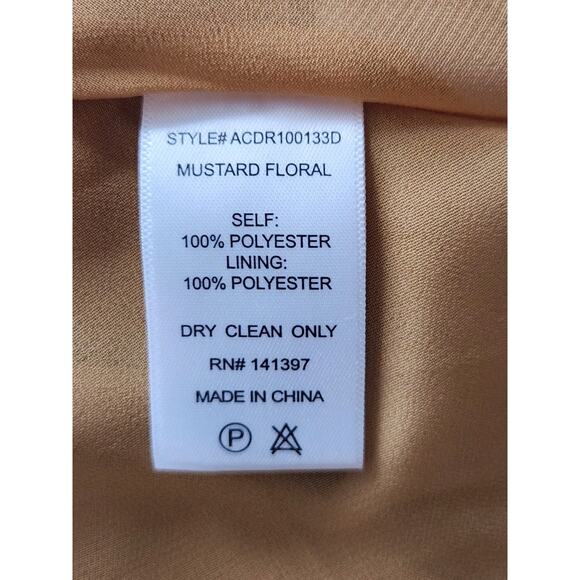 STYLE# ACDR100133D
MUSTARD FLORAL
SELF:
100% POLYESTER
LINING:
100% POLYESTER
DRY CLEAN ONLY
RN# 141397
MADE IN CHINA
P